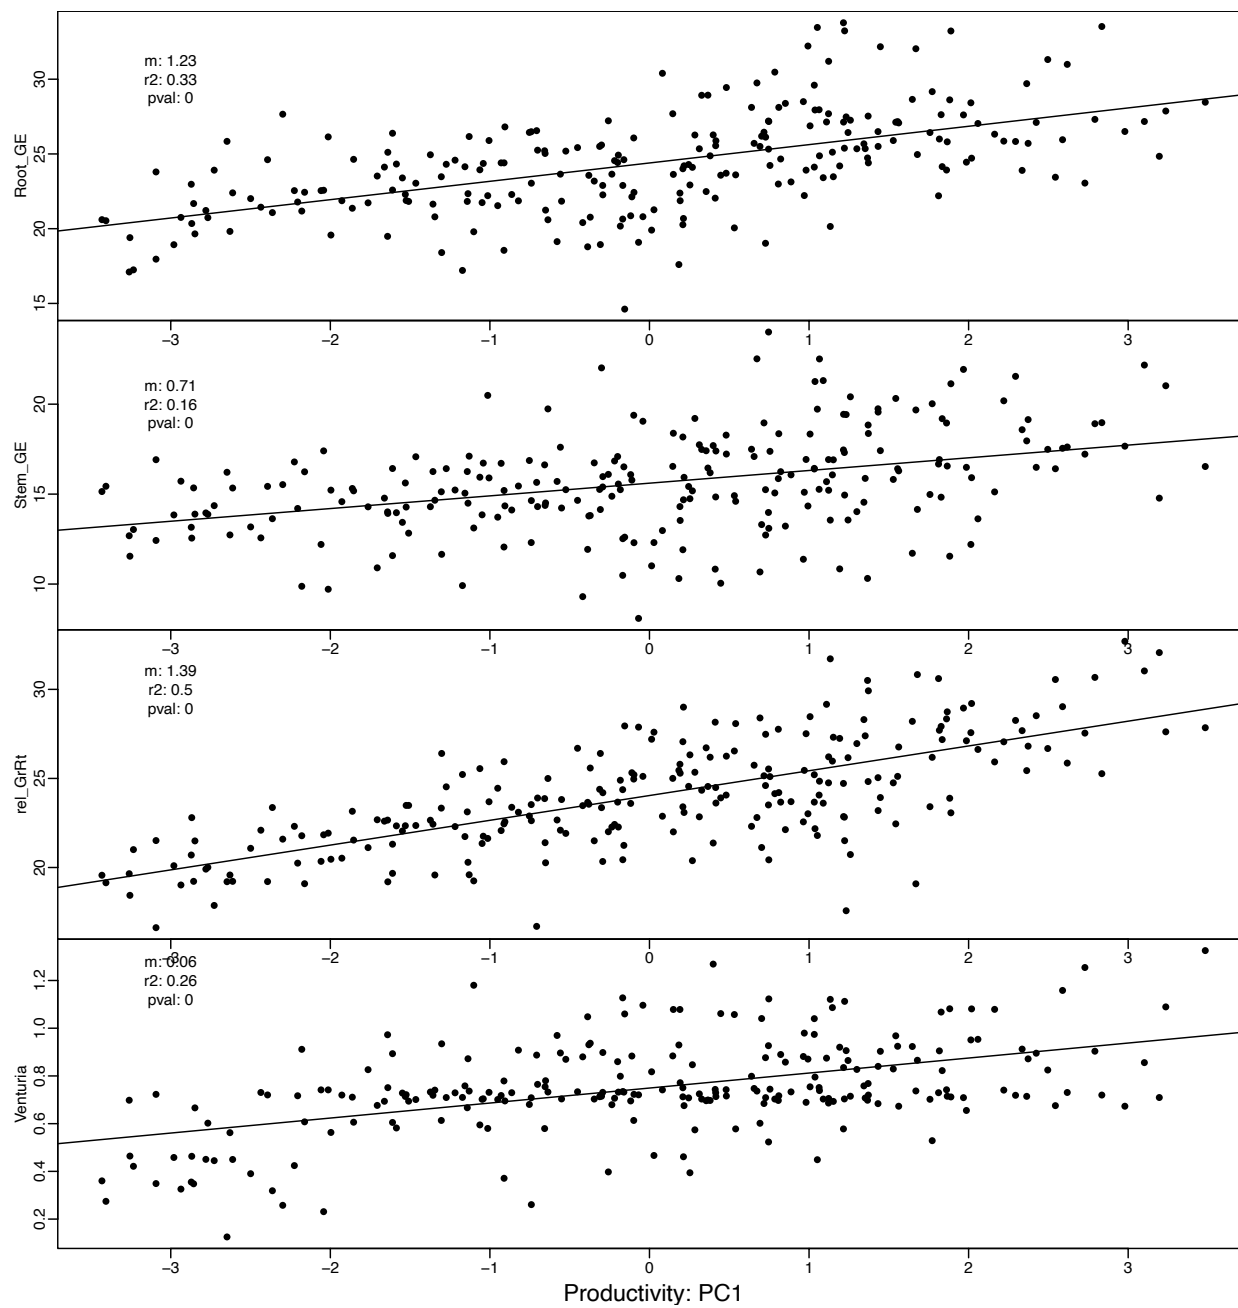 m: 1.23
r2: 0.33
pval: 0
Root_GE
15 20 25 30
−3 −2 −1 0 1 2 3
m: 0.71
r2: 0.16
pval: 0
Stem_GE
10 15 20
−3 −2 −1 0 1 2 3
m: 1.39
r2: 0.5
pval: 0
rel_GrRt
20 25 30
−3 −2 −1 0 1 2 3
m: 0.06
r2: 0.26
pval: 0
Venturia
0.2 0.4 0.6 0.8 1.0 1.2
−3 −2 −1 0 1 2 3
Productivity: PC1